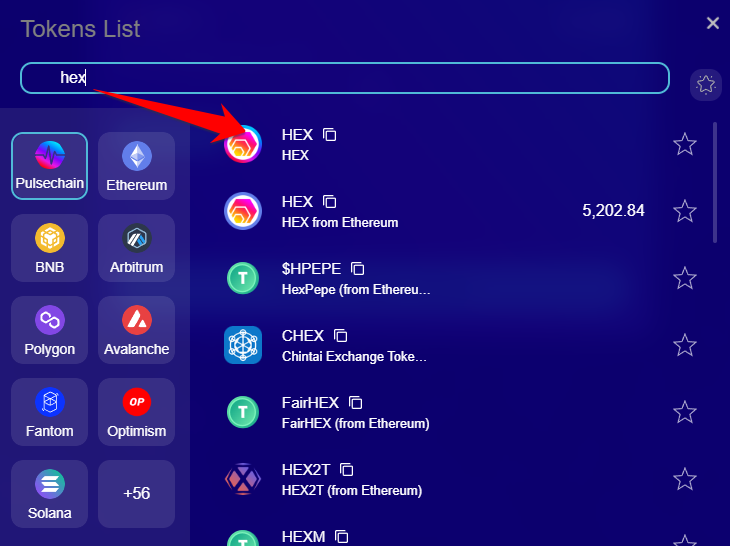 Tokens List
hex
Pulsechain
Ethereum
BNB
Arbitrum
Polygon
Avalanche
Fantom
OP
Optimism
Solana
+56
HEX
HEX
HEX
HEX from Ethereum
5,202.84
$HPEPE
T
HexPepe (from Ethereu...
CHEX
Chintai Exchange Toke...
FairHEX
T
FairHEX (from Ethereum)
HEX2T
HEX2T (from Ethereum)
HEXM
T